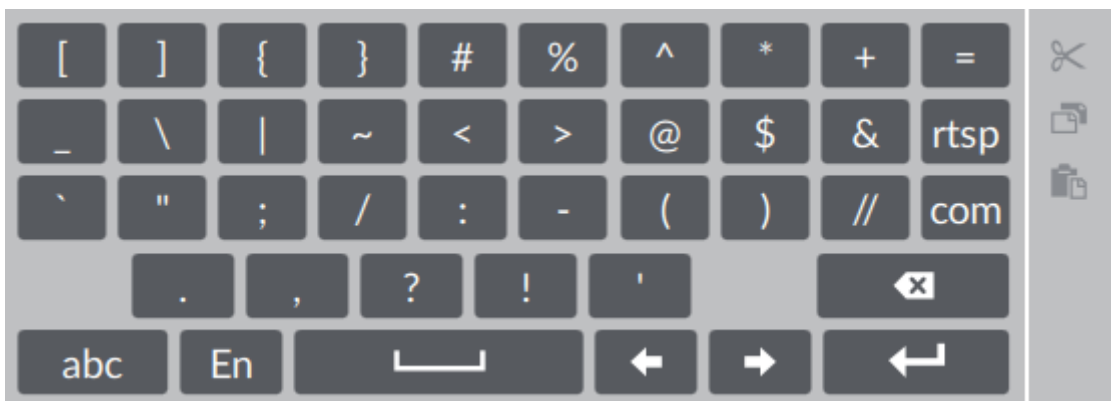 [ ] { } # % ^ * + =
_ \ | ~ < > @ $ & rtsp
` " ; / : - ( ) // com
. , ? ! '
abc En